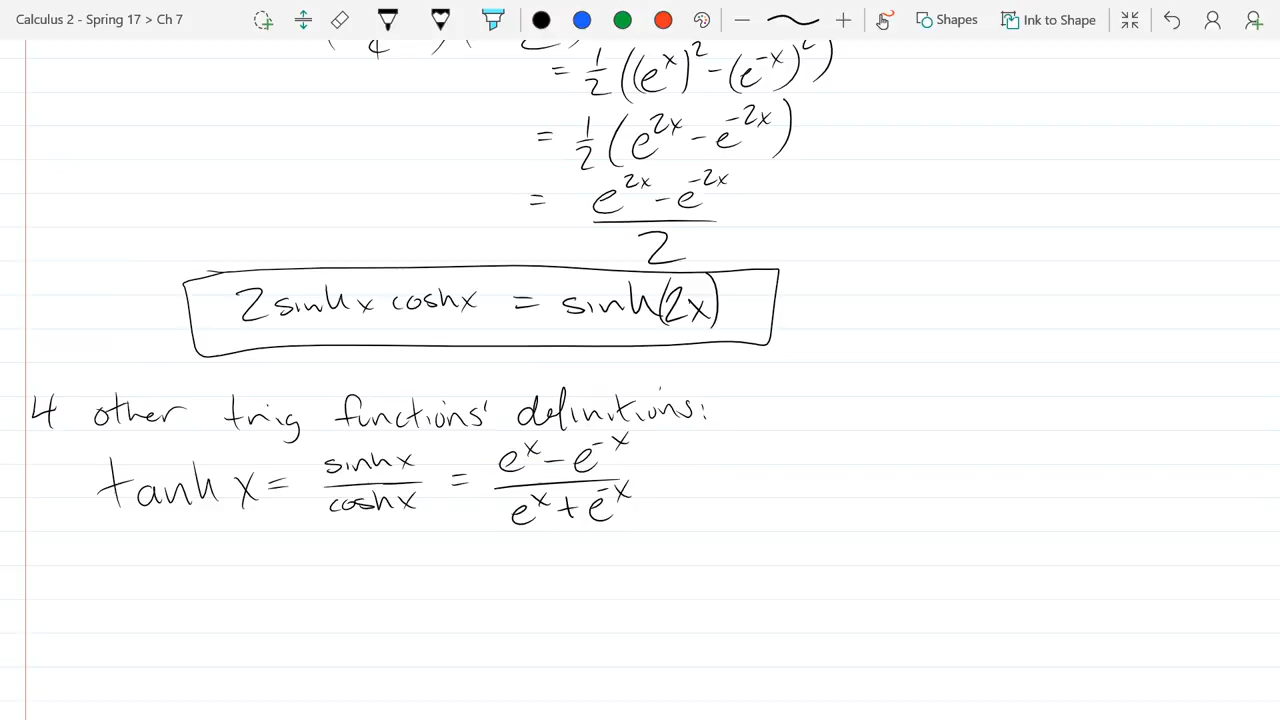 Calculus 2 - Spring 17 > Ch 7
Shapes
Ink to Shape
= 1/2 ((e^x)^2 - (e^-x)^2)
= 1/2 (e^2x - e^-2x)
= (e^2x - e^-2x) / 2
2 sinh x cosh x = sinh(2x)
4 other trig functions' definitions:
tanh x = sinh x / cosh x = (e^x - e^-x) / (e^x + e^-x)